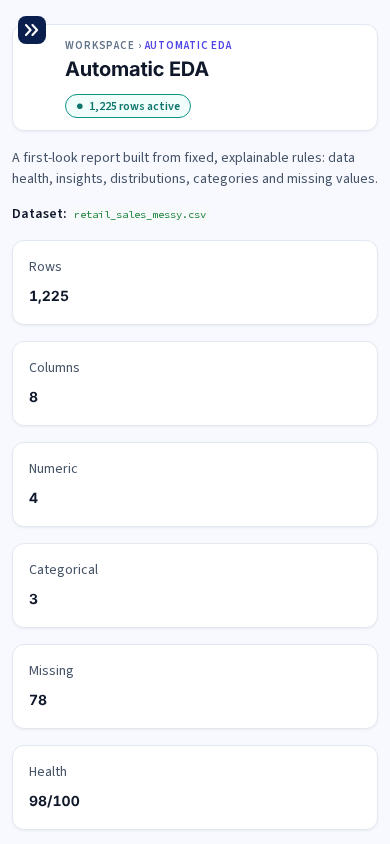 WORKSPACE › AUTOMATIC EDA
Automatic EDA
1,225 rows active
A first-look report built from fixed, explainable rules: data
health, insights, distributions, categories and missing values.
Dataset: retail_sales_messy.csv
Rows
1,225
Columns
8
Numeric
4
Categorical
3
Missing
78
Health
98/100